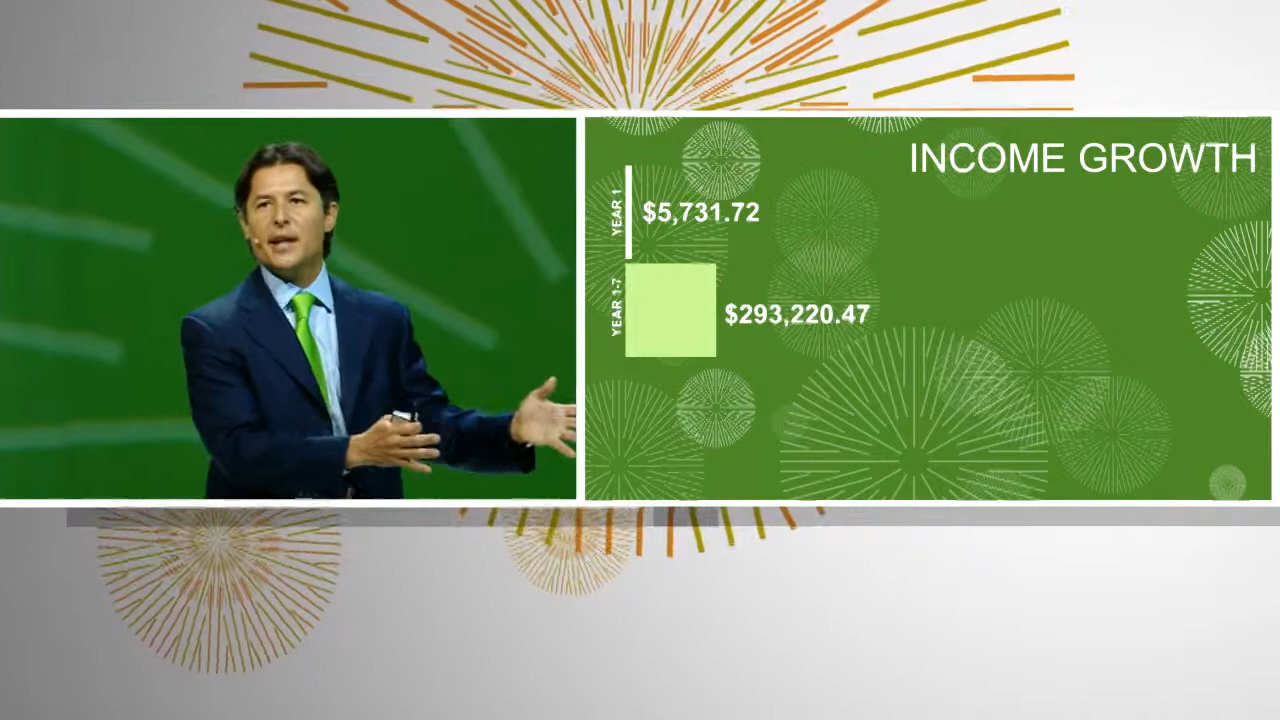 INCOME GROWTH
YEAR 1
$5,731.72
YEAR 1-7
$293,220.47